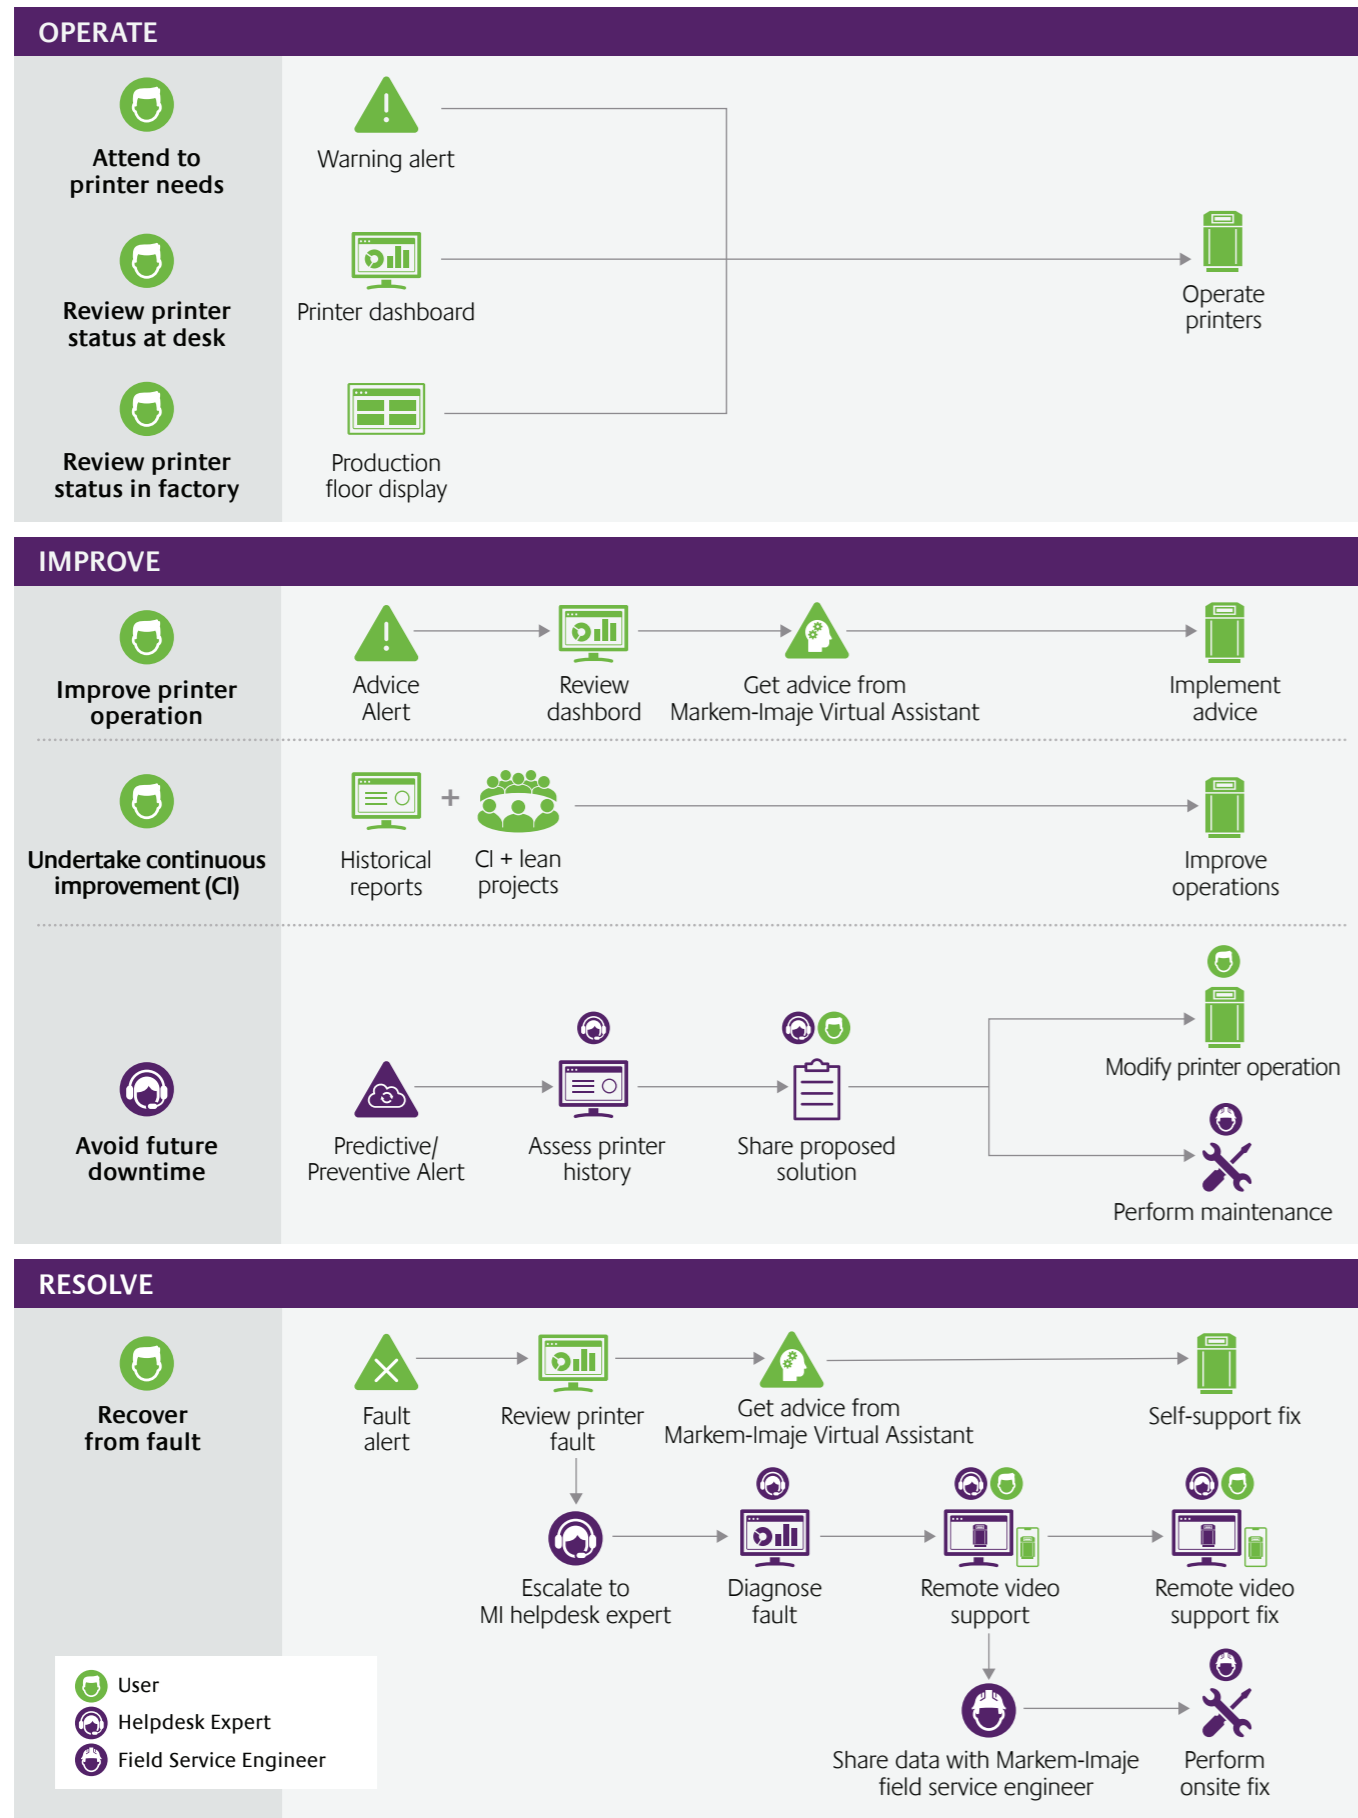 OPERATE
Attend to
printer needs
Warning alert
Review printer
status at desk
Printer dashboard
Operate
printers
Review printer
status in factory
Production
floor display
IMPROVE
Improve printer
operation
Advice
Alert
Review
dashbord
Get advice from
Markem-Imaje Virtual Assistant
Implement
advice
Undertake continuous
improvement (CI)
Historical
reports
+
CI + lean
projects
Improve
operations
Avoid future
downtime
Predictive/
Preventive Alert
Assess printer
history
Share proposed
solution
Modify printer operation
Perform maintenance
RESOLVE
Recover
from fault
Fault
alert
Review printer
fault
Get advice from
Markem-Imaje Virtual Assistant
Self-support fix
Escalate to
MI helpdesk expert
Diagnose
fault
Remote video
support
Remote video
support fix
Share data with Markem-Imaje
field service engineer
Perform
onsite fix
User
Helpdesk Expert
Field Service Engineer